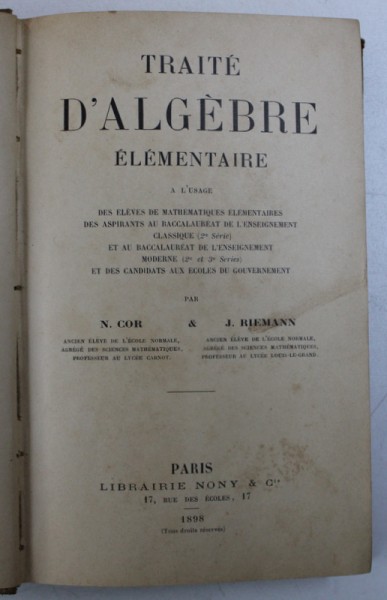 TRAITÉ
D'ALGÈBRE
ÉLÉMENTAIRE
A L'USAGE
DES ÉLÈVES DE MATHÉMATIQUES ÉLÉMENTAIRES
DES ASPIRANTS AU BACCALAURÉAT DE L'ENSEIGNEMENT
CLASSIQUE (2me Série)
ET AU BACCALAURÉAT DE L'ENSEIGNEMENT
MODERNE (2me et 3e Séries)
ET DES CANDIDATS AUX ÉCOLES DU GOUVERNEMENT
PAR
N. COR & J. RIEMANN
ANCIEN ÉLÈVE DE L'ÉCOLE NORMALE, ANCIEN ÉLÈVE DE L'ÉCOLE NORMALE,
AGRÉGÉ DES SCIENCES MATHÉMATIQUES, AGRÉGÉ DES SCIENCES MATHÉMATIQUES,
PROFESSEUR AU LYCÉE CARNOT. PROFESSEUR AU LYCÉE LOUIS-LE-GRAND.
PARIS
LIBRAIRIE NONY & Cie
17, RUE DES ÉCOLES, 17
1898
(Tous droits réservés)